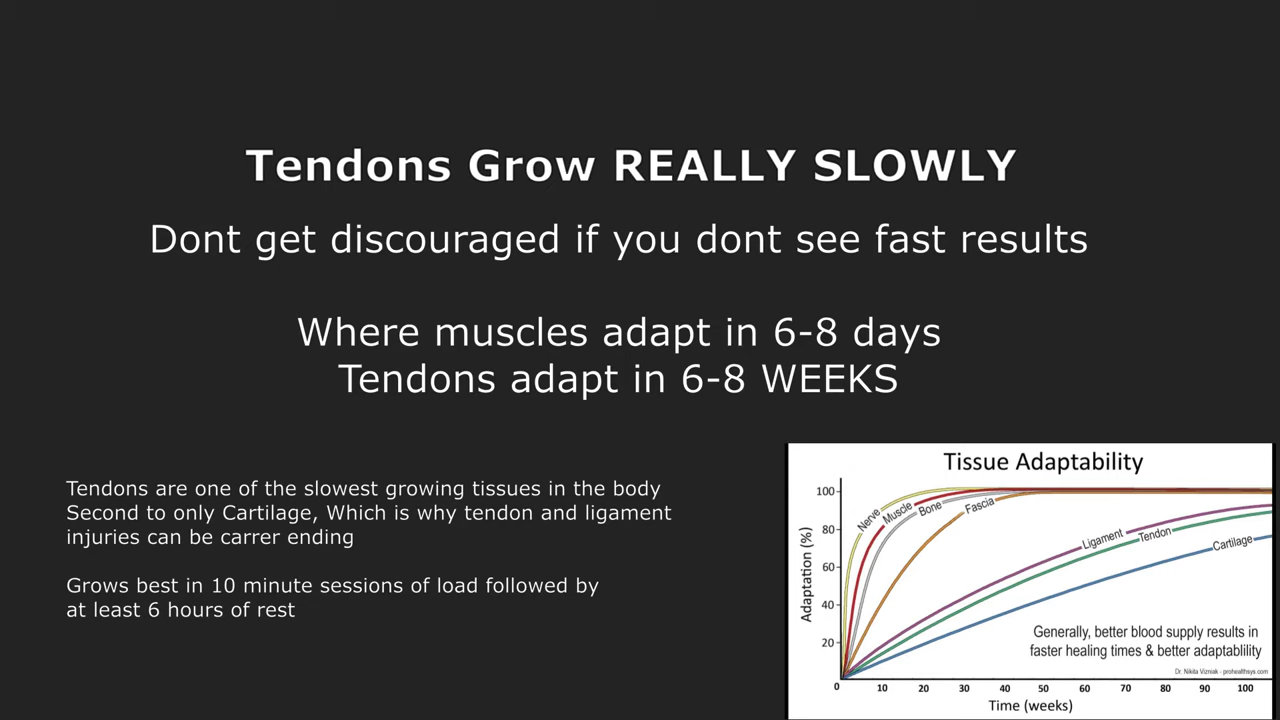 Tendons Grow REALLY SLOWLY
Dont get discouraged if you dont see fast results
Where muscles adapt in 6-8 days
Tendons adapt in 6-8 WEEKS
Tendons are one of the slowest growing tissues in the body
Second to only Cartilage, Which is why tendon and ligament
injuries can be carrer ending
Grows best in 10 minute sessions of load followed by
at least 6 hours of rest
Tissue Adaptability
Adaptation (%)
100
80
60
40
20
0
Nerve
Muscle
Bone
Fascia
Ligament
Tendon
Cartilage
Generally, better blood supply results in
faster healing times & better adaptablility
Dr. Nikita Vizniak - prohealthsys.com
10 20 30 40 50 60 70 80 90 100
Time (weeks)